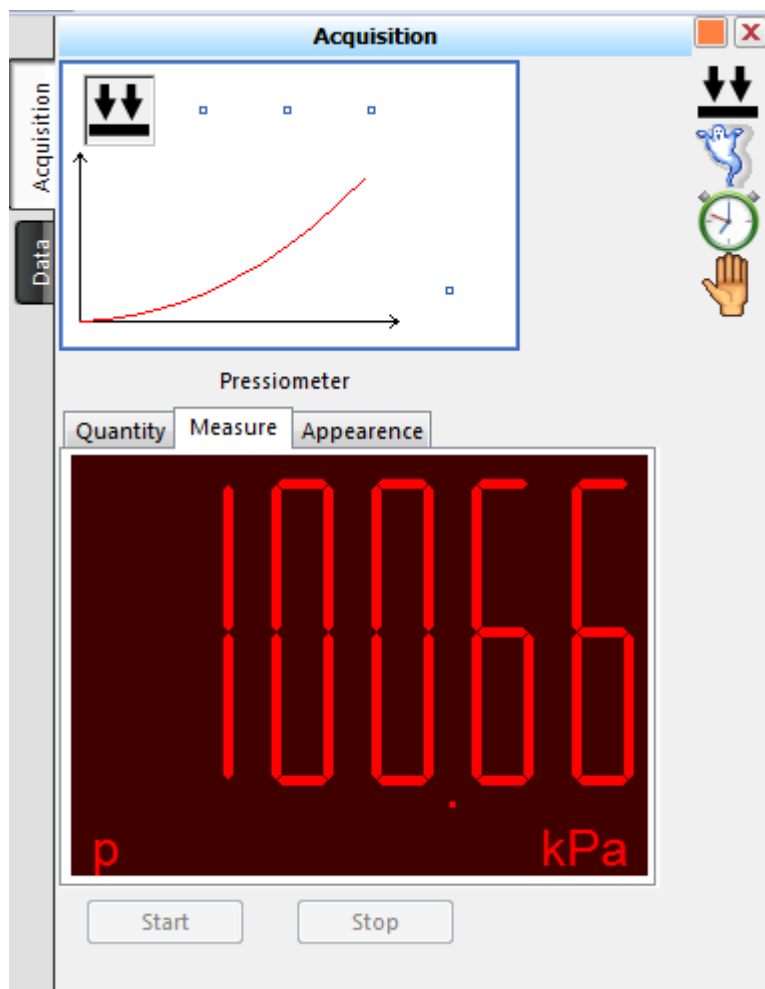 Acquisition
Acquisition
Data
Pressiometer
Quantity Measure Appearence
100.66
p kPa
Start Stop